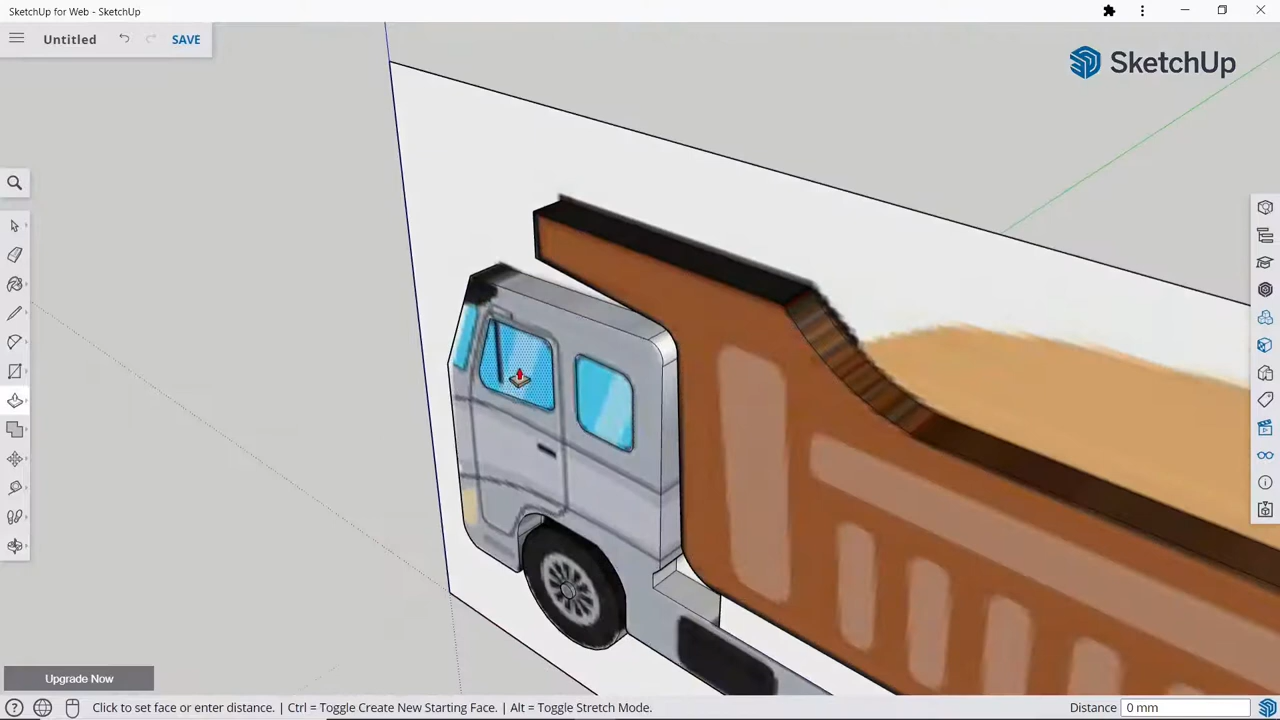 SketchUp for Web - SketchUp
Untitled
SAVE
SketchUp
Upgrade Now
Click to set face or enter distance. | Ctrl = Toggle Create New Starting Face. | Alt = Toggle Stretch Mode.
Distance 0 mm